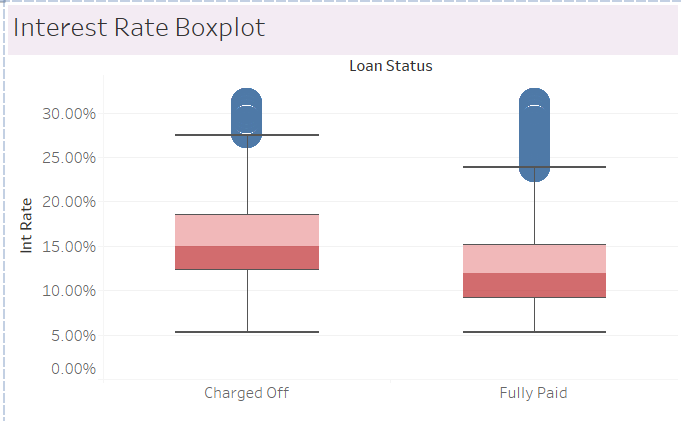 Interest Rate Boxplot
Loan Status
Int Rate
30.00%
25.00%
20.00%
15.00%
10.00%
5.00%
0.00%
Charged Off
Fully Paid